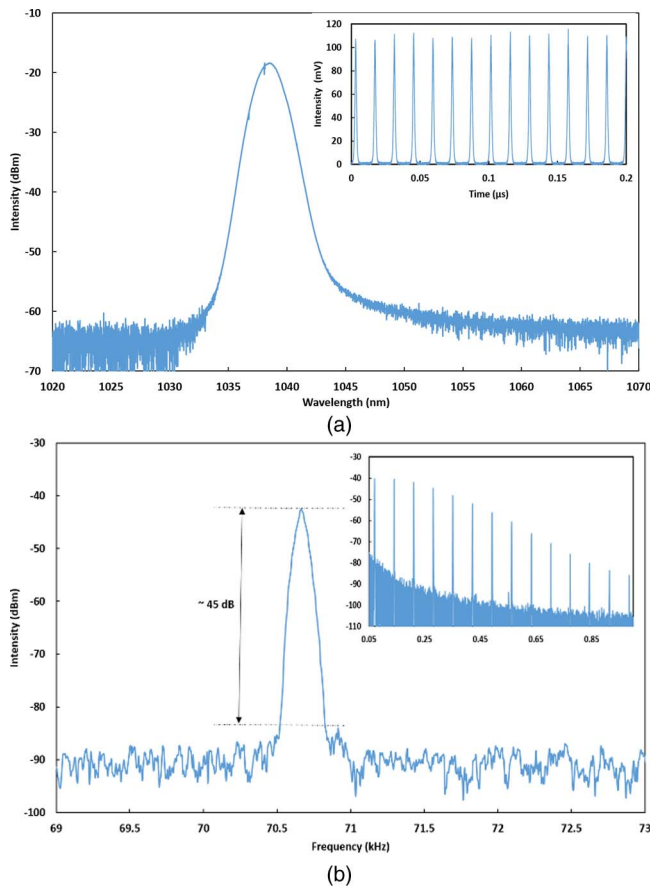 -10
-20
-30
-40
-50
-60
-70
Intensity (dBm)
1020 1025 1030 1035 1040 1045 1050 1055 1060 1065 1070
Wavelength (nm)
120
100
80
60
40
20
0
Intensity (mV)
0 0.05 0.1 0.15 0.2
Time (µs)
(a)
-30
-40
-50
-60
-70
-80
-90
-100
Intensity (dBm)
~ 45 dB
69 69.5 70 70.5 71 71.5 72 72.5 73
Frequency (kHz)
-30
-40
-50
-60
-70
-80
-90
-100
-110
0.05 0.25 0.45 0.65 0.85
(b)